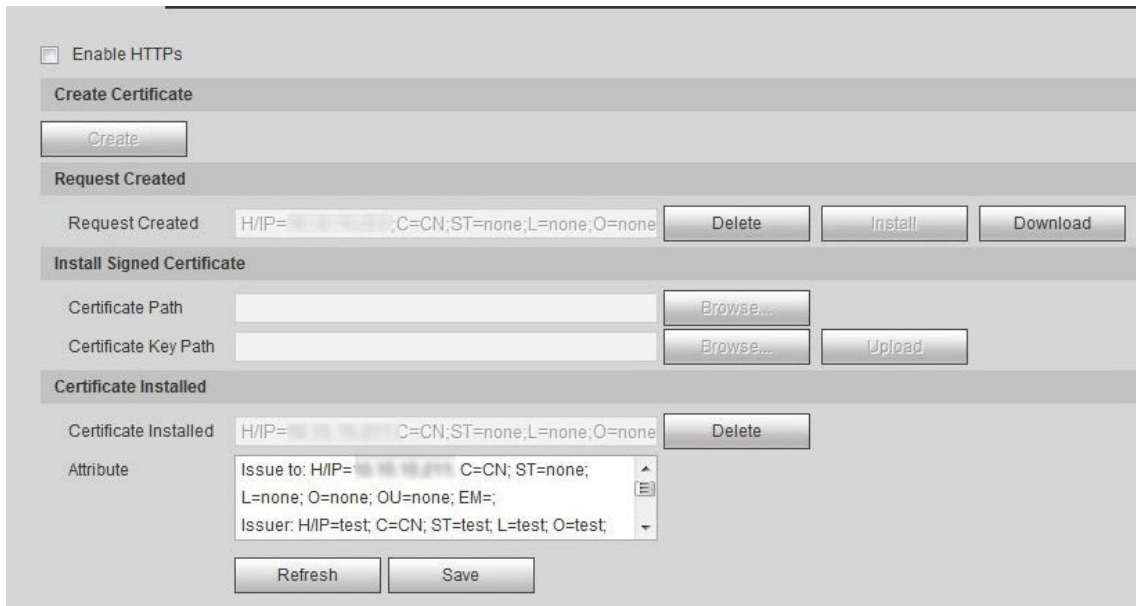 Enable HTTPs
Create Certificate
Create
Request Created
Request Created H/IP= ;C=CN;ST=none;L=none;O=none Delete Install Download
Install Signed Certificate
Certificate Path Browse...
Certificate Key Path Browse... Upload
Certificate Installed
Certificate Installed H/IP= C=CN;ST=none;L=none;O=none Delete
Attribute Issue to: H/IP= C=CN; ST=none;
L=none; O=none; OU=none; EM=;
Issuer: H/IP=test; C=CN; ST=test; L=test; O=test;
Refresh Save